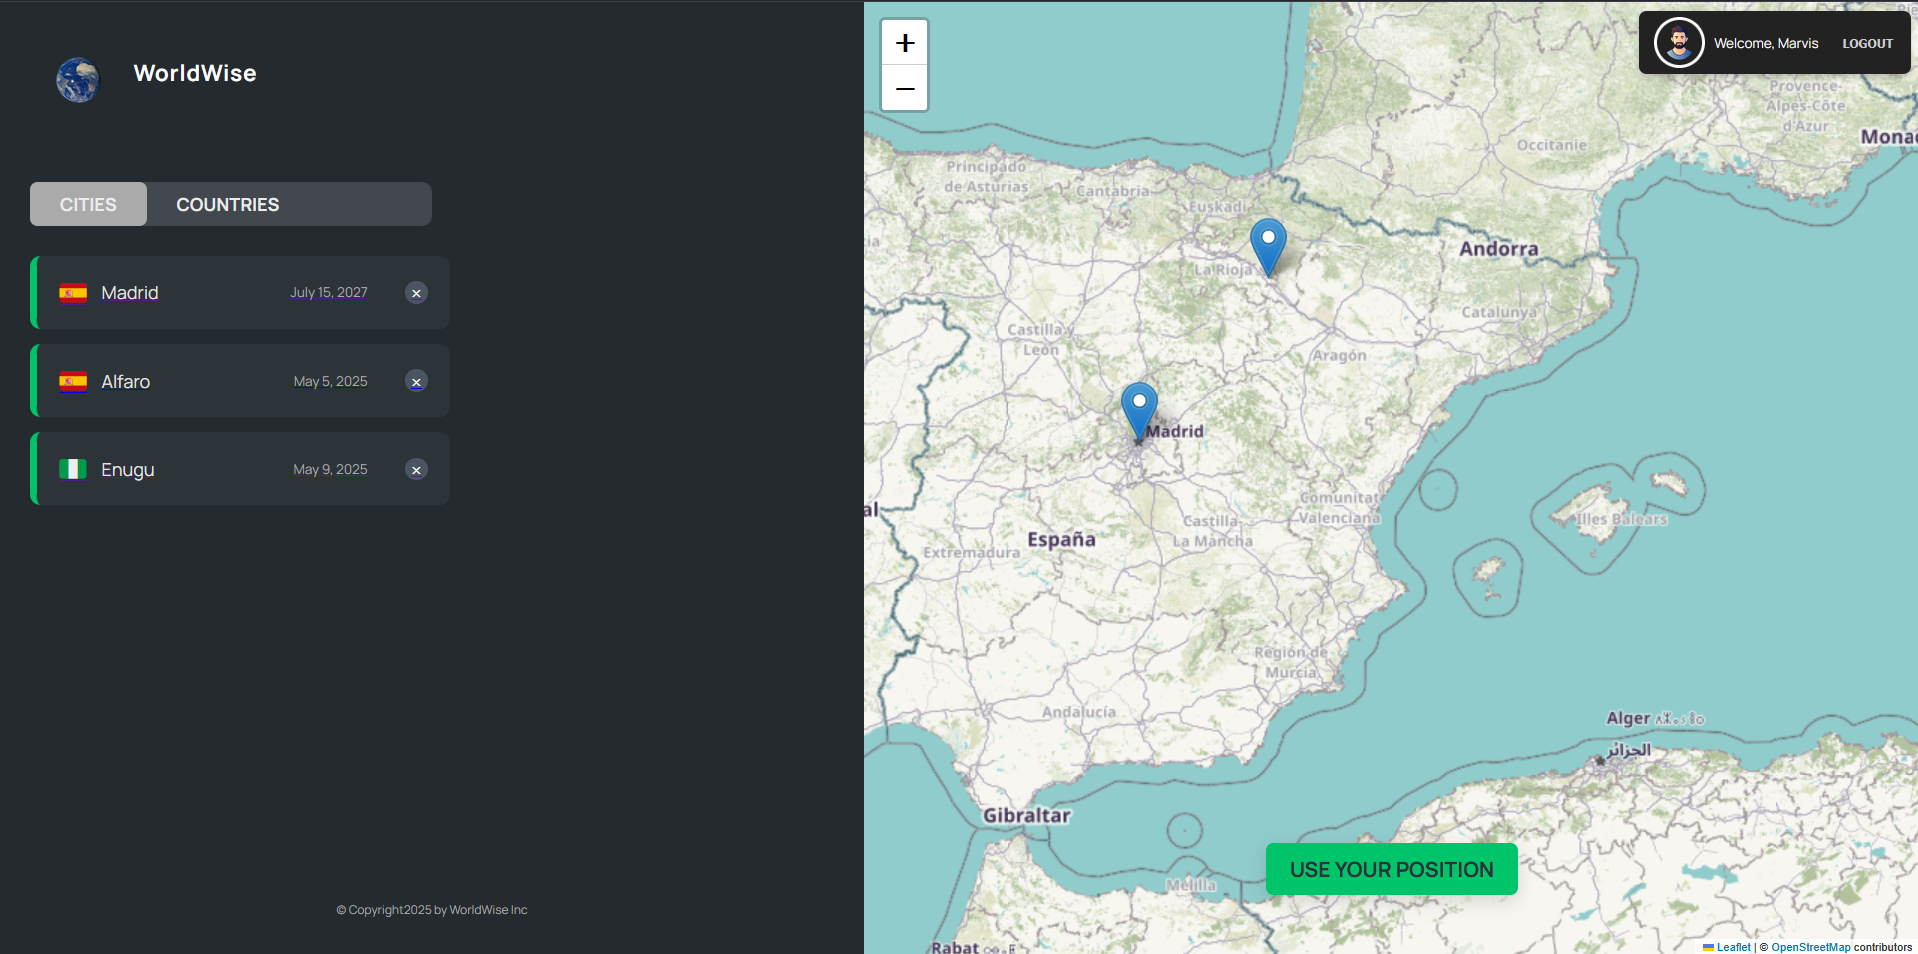 WorldWise
CITIES COUNTRIES
Madrid July 15, 2027 ×
Alfaro May 5, 2025 ×
Enugu May 9, 2025 ×
© Copyright2025 by WorldWise Inc
+
−
Welcome, Marvis LOGOUT
Provence-
Alpes-Côte
d'Azur
Monac
Occitanie
Principado
de Asturias
Cantabria
Euskadi
ia
La Rioja
Andorra
Catalunya
Castilla y
León
Aragón
Madrid
al
Comunitat
Valenciana
Castilla-
La Mancha
España
Extremadura
Illes Balears
Región de
Murcia
Andalucía
Alger
الجزائر
Gibraltar
USE YOUR POSITION
Melilla
Rabat
Leaflet | © OpenStreetMap contributors